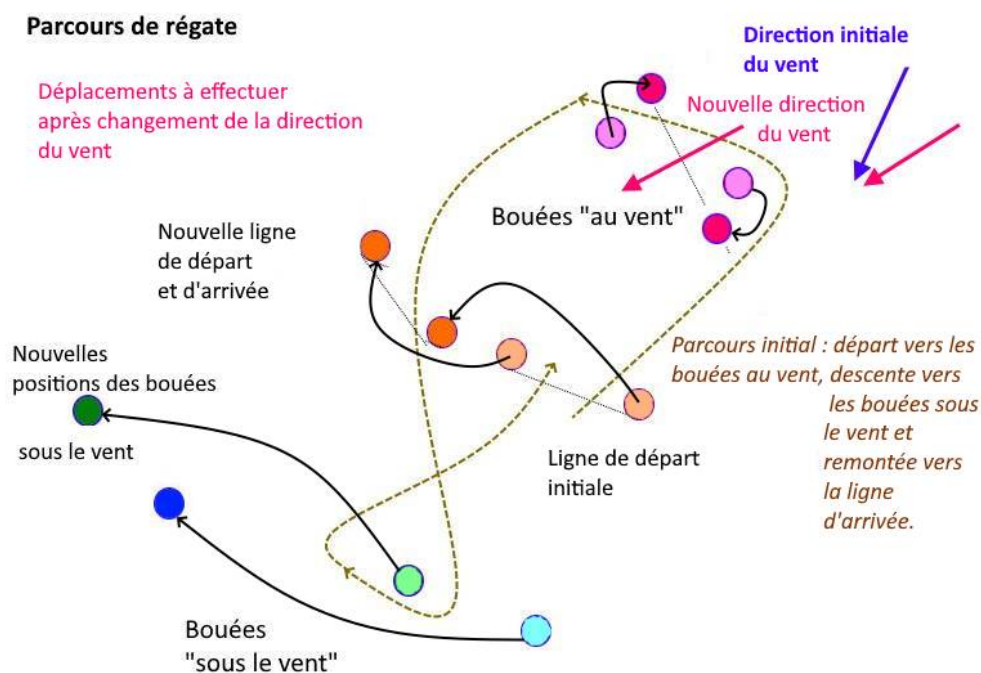 Parcours de régate
Direction initiale
du vent
Déplacements à effectuer
après changement de la direction
du vent
Nouvelle direction
du vent
Bouées "au vent"
Nouvelle ligne
de départ
et d'arrivée
Parcours initial : départ vers les
bouées au vent, descente vers
les bouées sous
le vent et
remontée vers
la ligne
d'arrivée.
Nouvelles
positions des bouées
sous le vent
Ligne de départ
initiale
Bouées
"sous le vent"